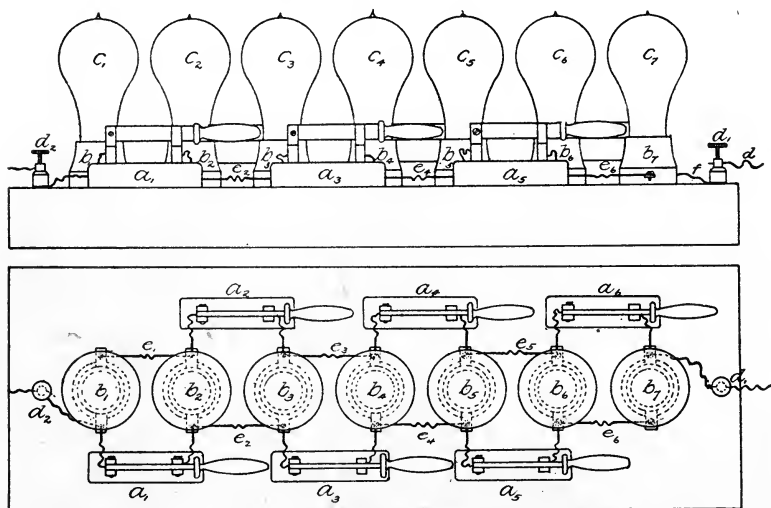 c₁ c₂ c₃ c₄ c₅ c₆ c₇
d₂ d₁
b₁ b₂ b₃ b₄ b₅ b₆ b₇ d
a₁ e₂ a₃ e₄ a₅ e₆ f
a₂ a₄ a₆
e₁ e₃ e₅
b₁ b₂ b₃ b₄ b₅ b₆ b₇ d₁
d₂
e₂ e₄ e₆
a₁ a₃ a₅